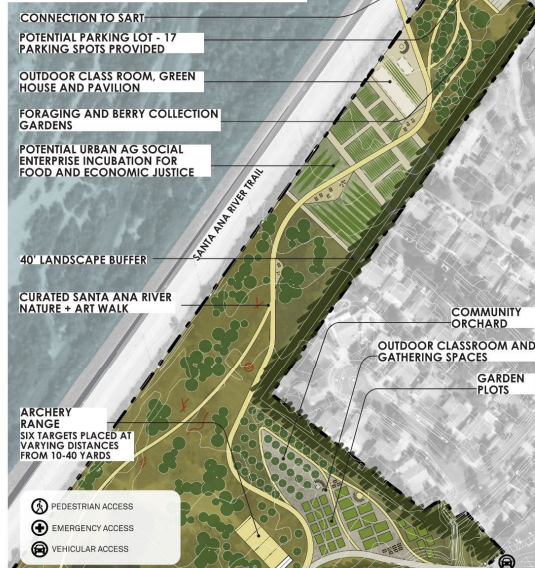 CONNECTION TO SART
POTENTIAL PARKING LOT - 17
PARKING SPOTS PROVIDED
OUTDOOR CLASS ROOM, GREEN
HOUSE AND PAVILION
FORAGING AND BERRY COLLECTION
GARDENS
POTENTIAL URBAN AG SOCIAL
ENTERPRISE INCUBATION FOR
FOOD AND ECONOMIC JUSTICE
SANTA ANA RIVER TRAIL
40' LANDSCAPE BUFFER
CURATED SANTA ANA RIVER
NATURE + ART WALK
COMMUNITY
ORCHARD
OUTDOOR CLASSROOM AND
GATHERING SPACES
GARDEN
PLOTS
ARCHERY
RANGE
SIX TARGETS PLACED AT
VARYING DISTANCES
FROM 10-40 YARDS
PEDESTRIAN ACCESS
EMERGENCY ACCESS
VEHICULAR ACCESS